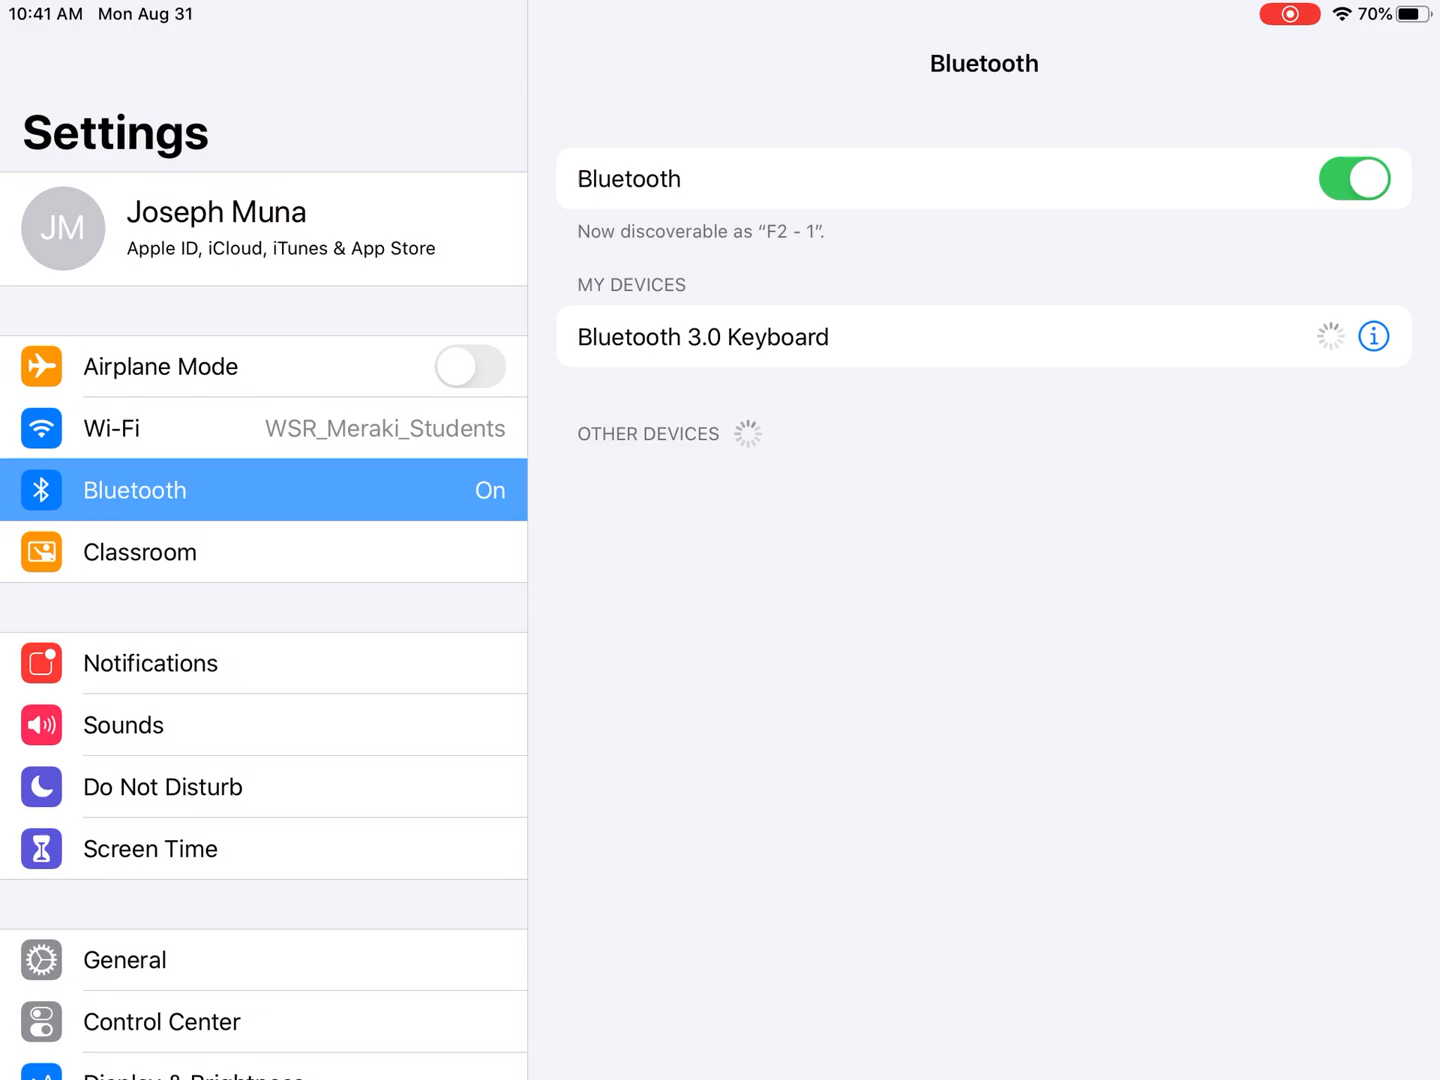 10:41 AM Mon Aug 31
70%
Settings
JM
Joseph Muna
Apple ID, iCloud, iTunes & App Store
Airplane Mode
Wi-Fi WSR_Meraki_Students
Bluetooth On
Classroom
Notifications
Sounds
Do Not Disturb
Screen Time
General
Control Center
Display & Brightness
Bluetooth
Bluetooth
Now discoverable as “F2 - 1”.
MY DEVICES
Bluetooth 3.0 Keyboard
OTHER DEVICES